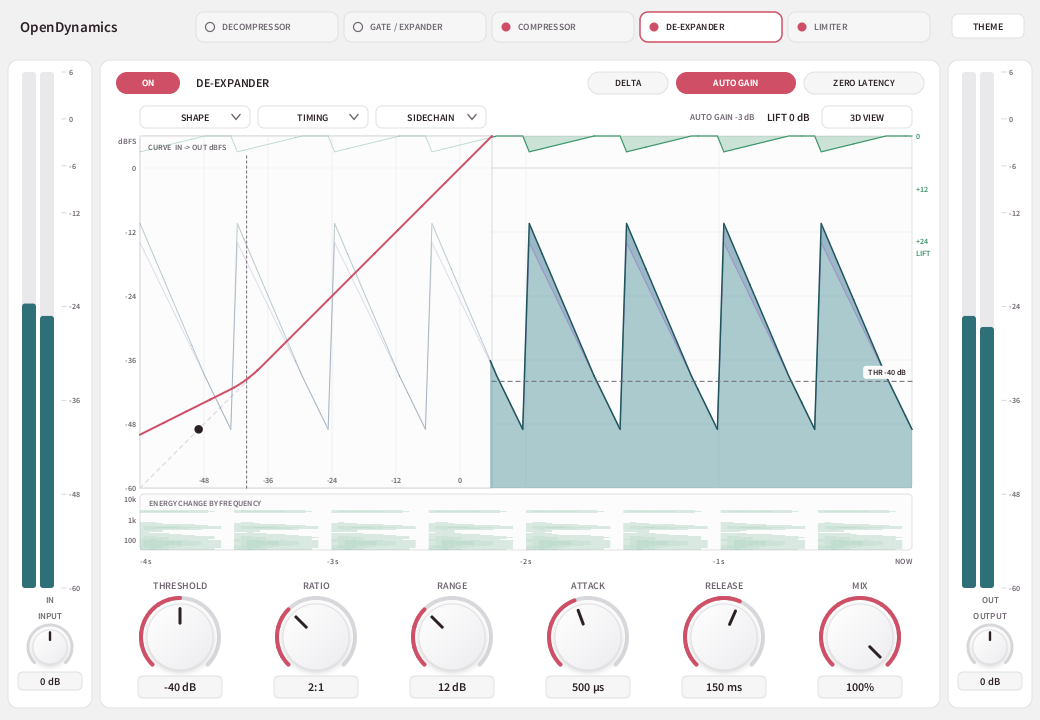 OpenDynamics
DECOMPRESSOR
GATE / EXPANDER
COMPRESSOR
DE-EXPANDER
LIMITER
THEME
ON
DE-EXPANDER
DELTA
AUTO GAIN
ZERO LATENCY
SHAPE
TIMING
SIDECHAIN
AUTO GAIN -3 dB
LIFT 0 dB
3D VIEW
dBFS
CURVE IN -> OUT dBFS
0
-12
-24
-36
-48
-60
-48
-36
-24
-12
0
0
+12
+24
LIFT
THR -40 dB
10k
1k
100
ENERGY CHANGE BY FREQUENCY
-4s
-3s
-2s
-1s
NOW
6
0
-6
-12
-24
-36
-48
-60
IN
INPUT
0 dB
THRESHOLD
RATIO
RANGE
ATTACK
RELEASE
MIX
-40 dB
2:1
12 dB
500 µs
150 ms
100%
6
0
-6
-12
-24
-36
-48
-60
OUT
OUTPUT
0 dB